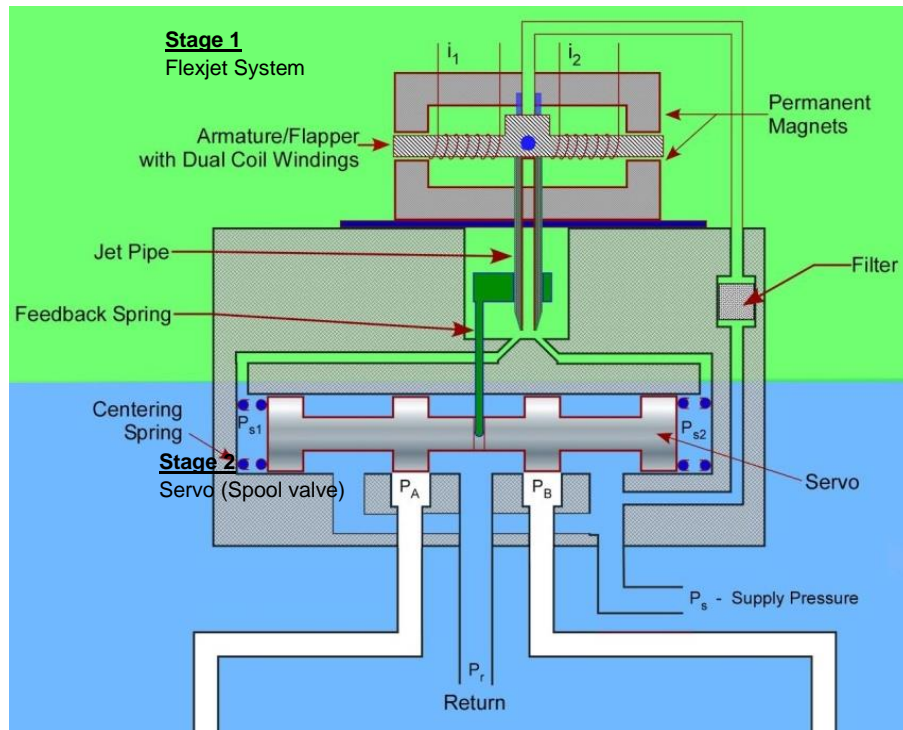 Stage 1
Flexjet System
i1
i2
Permanent
Magnets
Armature/Flapper
with Dual Coil Windings
Jet Pipe
Filter
Feedback Spring
Centering
Spring
Ps1
Ps2
Stage 2
Servo (Spool valve)
Servo
PA
PB
Ps - Supply Pressure
Pr
Return